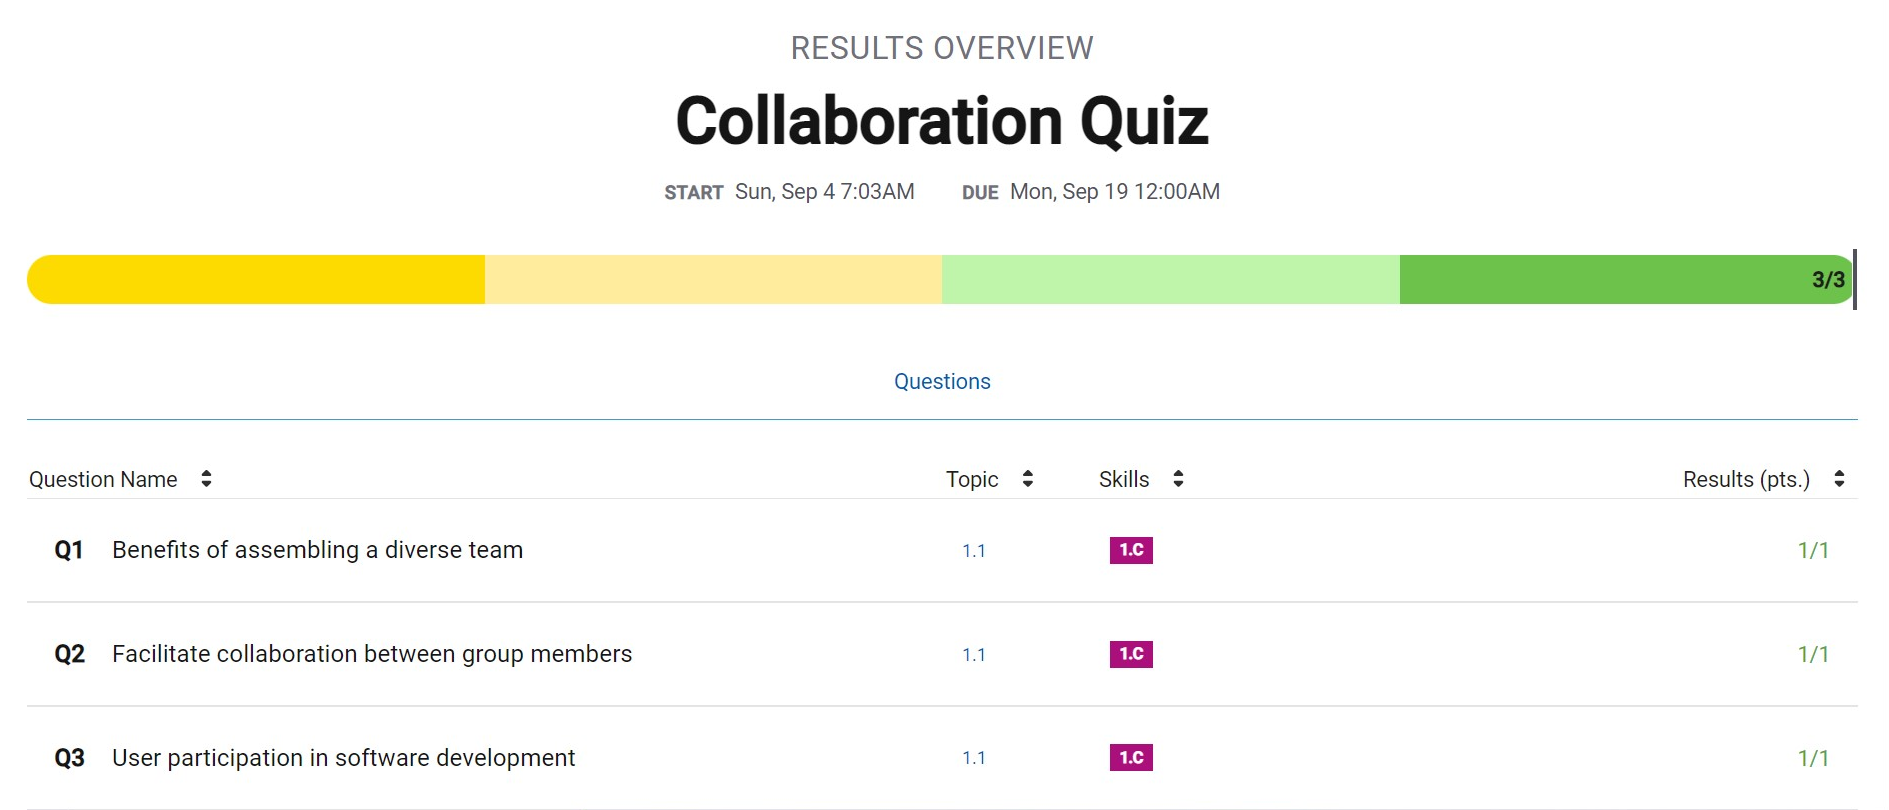 RESULTS OVERVIEW
Collaboration Quiz
START Sun, Sep 4 7:03AM DUE Mon, Sep 19 12:00AM
3/3
Questions
Question Name Topic Skills Results (pts.)
Q1 Benefits of assembling a diverse team 1.1 1.C 1/1
Q2 Facilitate collaboration between group members 1.1 1.C 1/1
Q3 User participation in software development 1.1 1.C 1/1